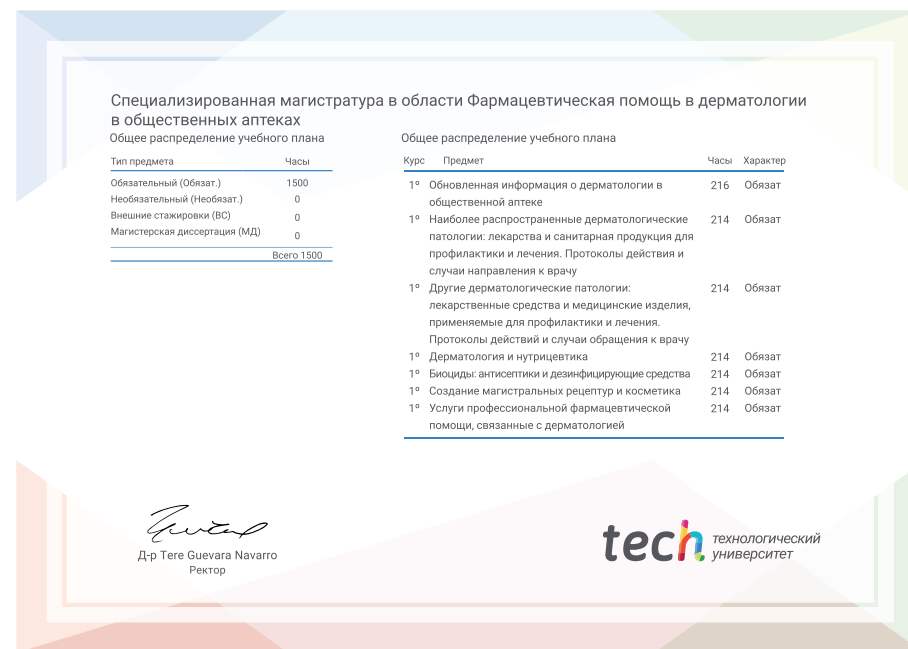 Специализированная магистратура в области Фармацевтическая помощь в дерматологии
в общественных аптеках
Общее распределение учебного плана
Тип предмета Часы
Обязательный (Обязат.) 1500
Необязательный (Необязат.) 0
Внешние стажировки (ВС) 0
Магистерская диссертация (МД) 0
Всего 1500
Общее распределение учебного плана
Курс Предмет Часы Характер
1º Обновленная информация о дерматологии в 216 Обязат
общественной аптеке
1º Наиболее распространенные дерматологические 214 Обязат
патологии: лекарства и санитарная продукция для
профилактики и лечения. Протоколы действия и
случаи направления к врачу
1º Другие дерматологические патологии: 214 Обязат
лекарственные средства и медицинские изделия,
применяемые для профилактики и лечения.
Протоколы действий и случаи обращения к врачу
1º Дерматология и нутрицевтика 214 Обязат
1º Биоциды: антисептики и дезинфицирующие средства 214 Обязат
1º Создание магистральных рецептур и косметика 214 Обязат
1º Услуги профессиональной фармацевтической 214 Обязат
помощи, связанные с дерматологией
Д-р Tere Guevara Navarro
Ректор
tech технологический
университет